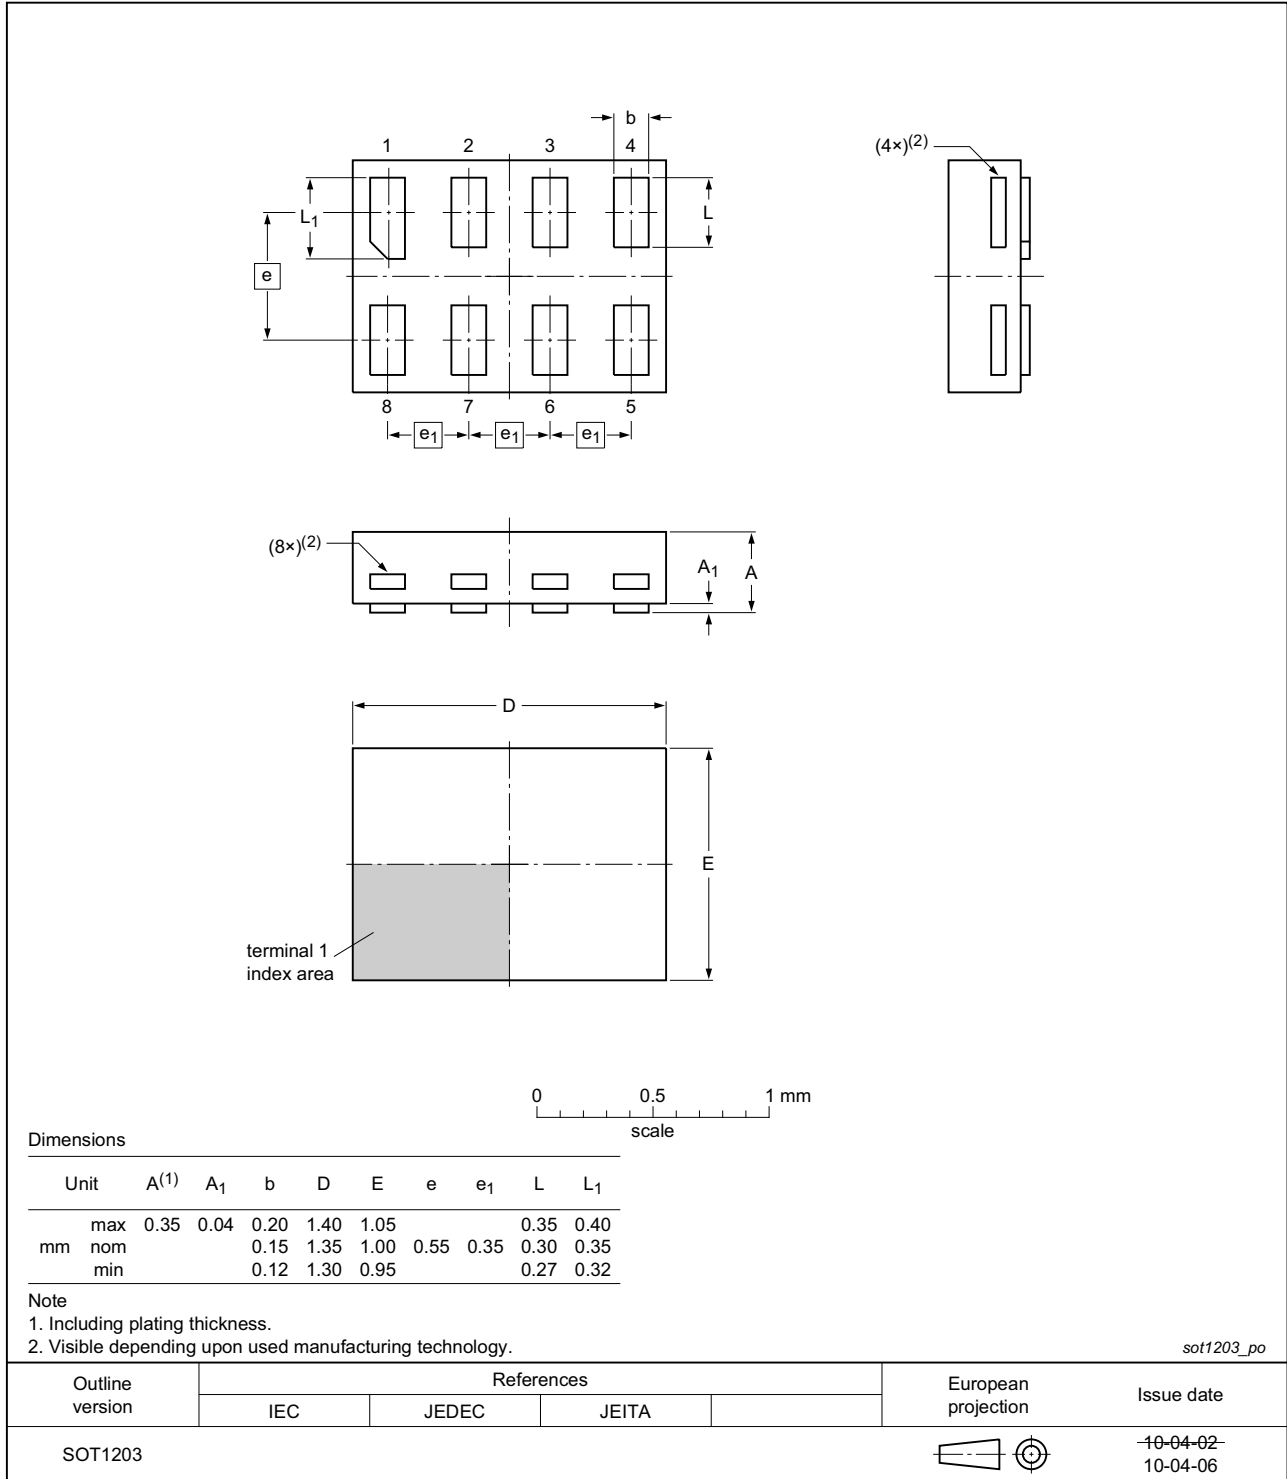 b
1 2 3 4
(4×)(2)
L1
L
e
8 7 6 5
e1 e1 e1
(8×)(2)
A1
A
D
E
terminal 1
index area
0 0.5 1 mm
scale
Dimensions
Unit A(1) A1 b D E e e1 L L1
max 0.35 0.04 0.20 1.40 1.05 0.35 0.40
mm nom 0.15 1.35 1.00 0.55 0.35 0.30 0.35
min 0.12 1.30 0.95 0.27 0.32
Note
1. Including plating thickness.
2. Visible depending upon used manufacturing technology.
sot1203_po
Outline
version
References
IEC JEDEC JEITA
European
projection
Issue date
SOT1203
10-04-02
10-04-06